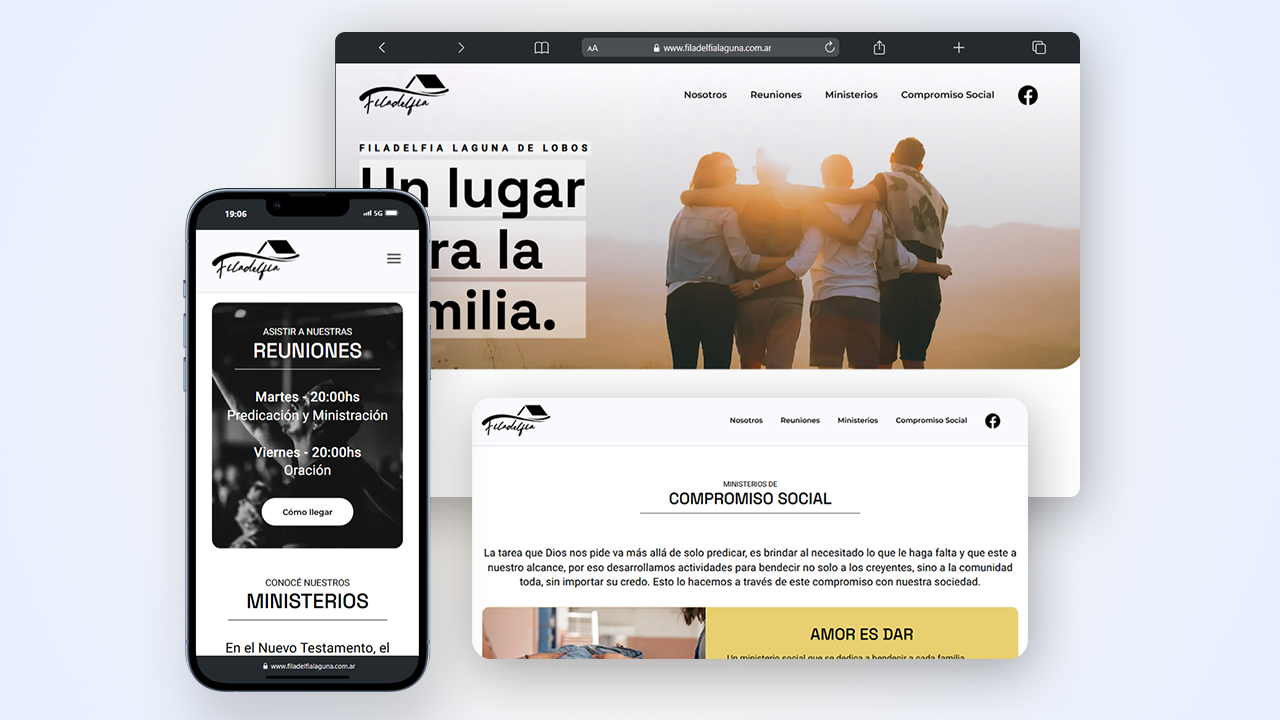 AA www.filadelfialaguna.com.ar
Filadelfia
Nosotros Reuniones Ministerios Compromiso Social
FILADELFIA LAGUNA DE LOBOS
Un lugar
ra la
milia.
19:06 5G
Filadelfia
ASISTIR A NUESTRAS
REUNIONES
Martes - 20:00hs
Predicación y Ministración
Viernes - 20:00hs
Oración
Cómo llegar
CONOCÉ NUESTROS
MINISTERIOS
En el Nuevo Testamento, el
www.filadelfialaguna.com.ar
Filadelfia
Nosotros Reuniones Ministerios Compromiso Social
MINISTERIOS DE
COMPROMISO SOCIAL
La tarea que Dios nos pide va más allá de solo predicar, es brindar al necesitado lo que le haga falta y que este a
nuestro alcance, por eso desarrollamos actividades para bendecir no solo a los creyentes, sino a la comunidad
toda, sin importar su credo. Esto lo hacemos a través de este compromiso con nuestra sociedad.
AMOR ES DAR
Un ministerio social que se dedica a bendecir a cada familia